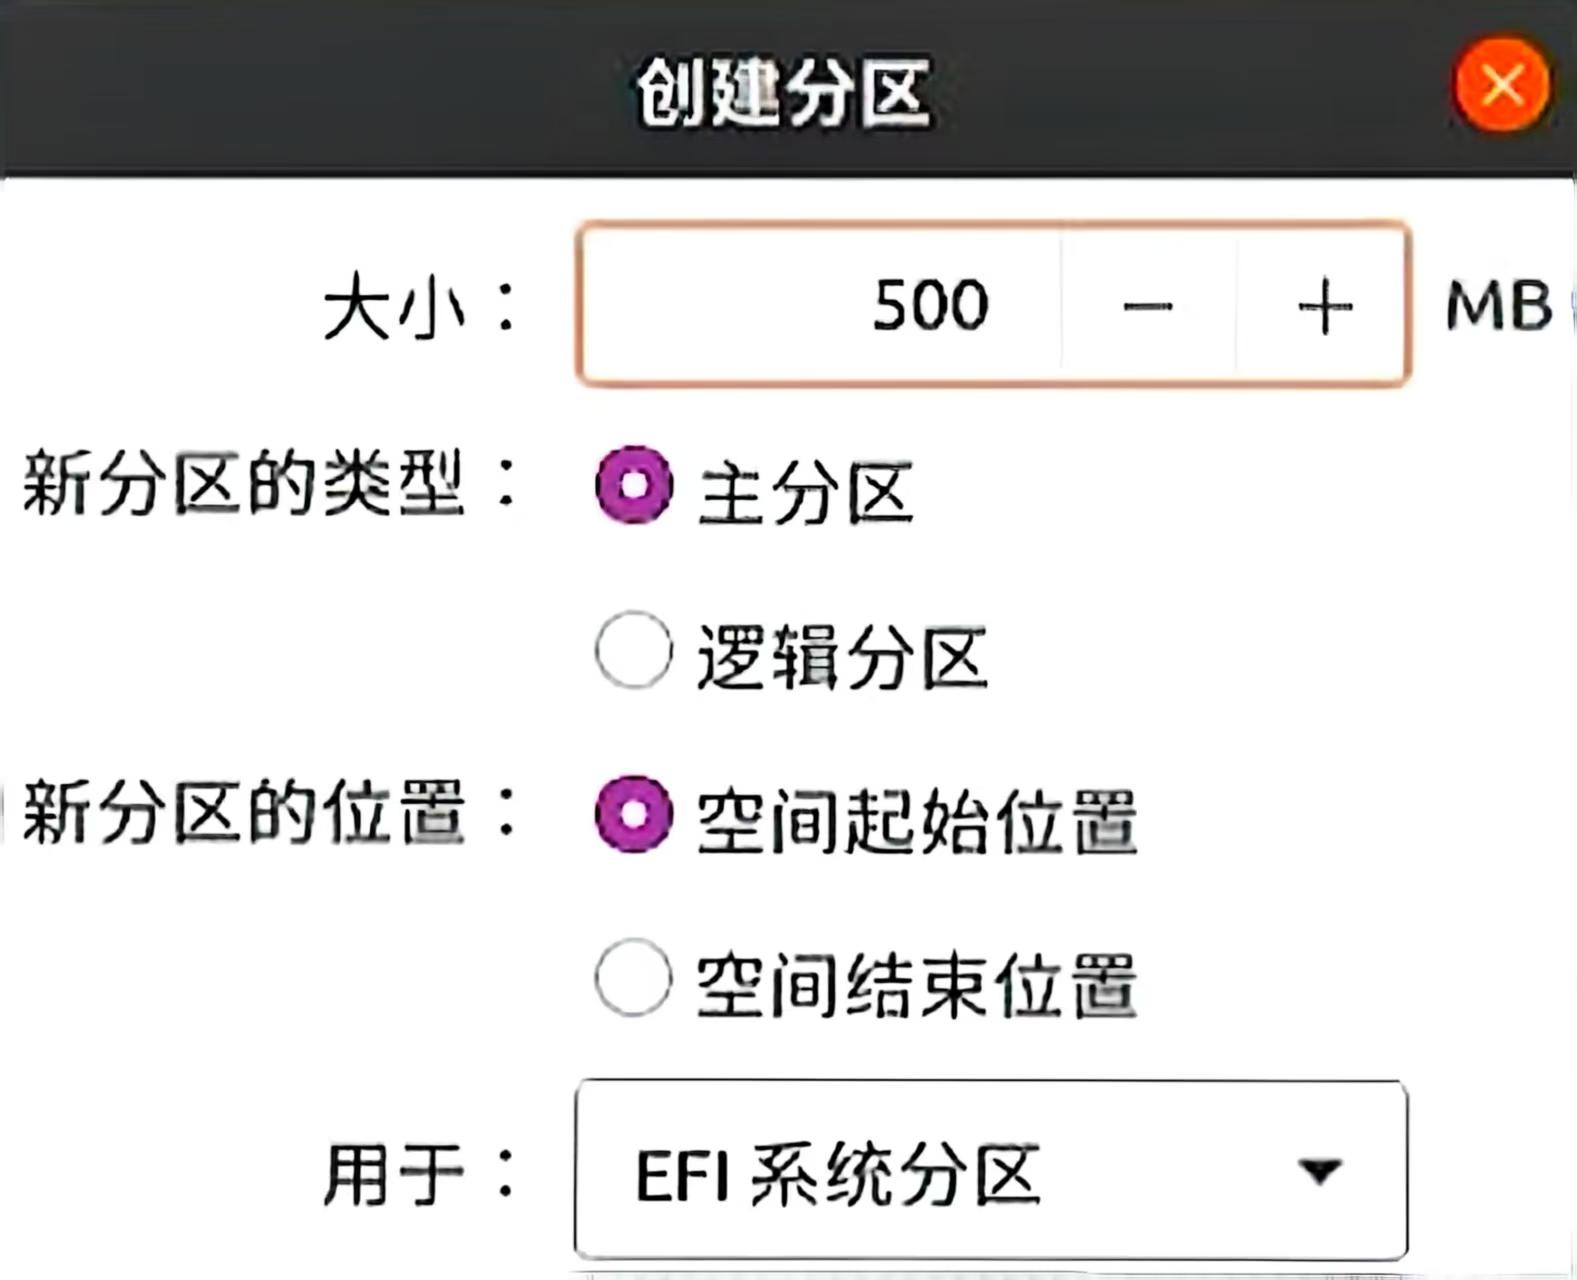 创建分区
大小： 500 − + MB
新分区的类型： 主分区
逻辑分区
新分区的位置： 空间起始位置
空间结束位置
用于： EFI 系统分区